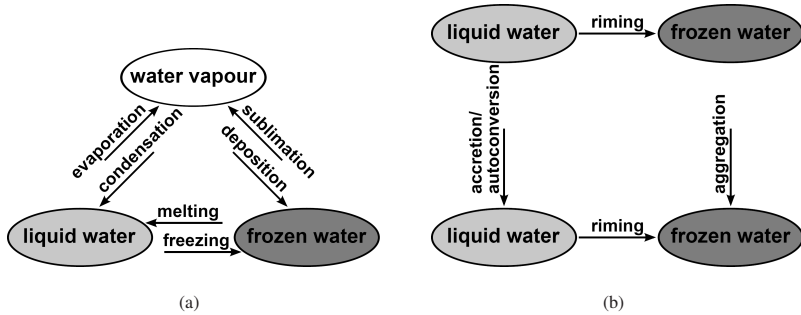 water vapour
evaporation
condensation
sublimation
deposition
melting
freezing
liquid water
frozen water
(a)
liquid water
riming
frozen water
accretion/
autoconversion
aggregation
liquid water
riming
frozen water
(b)